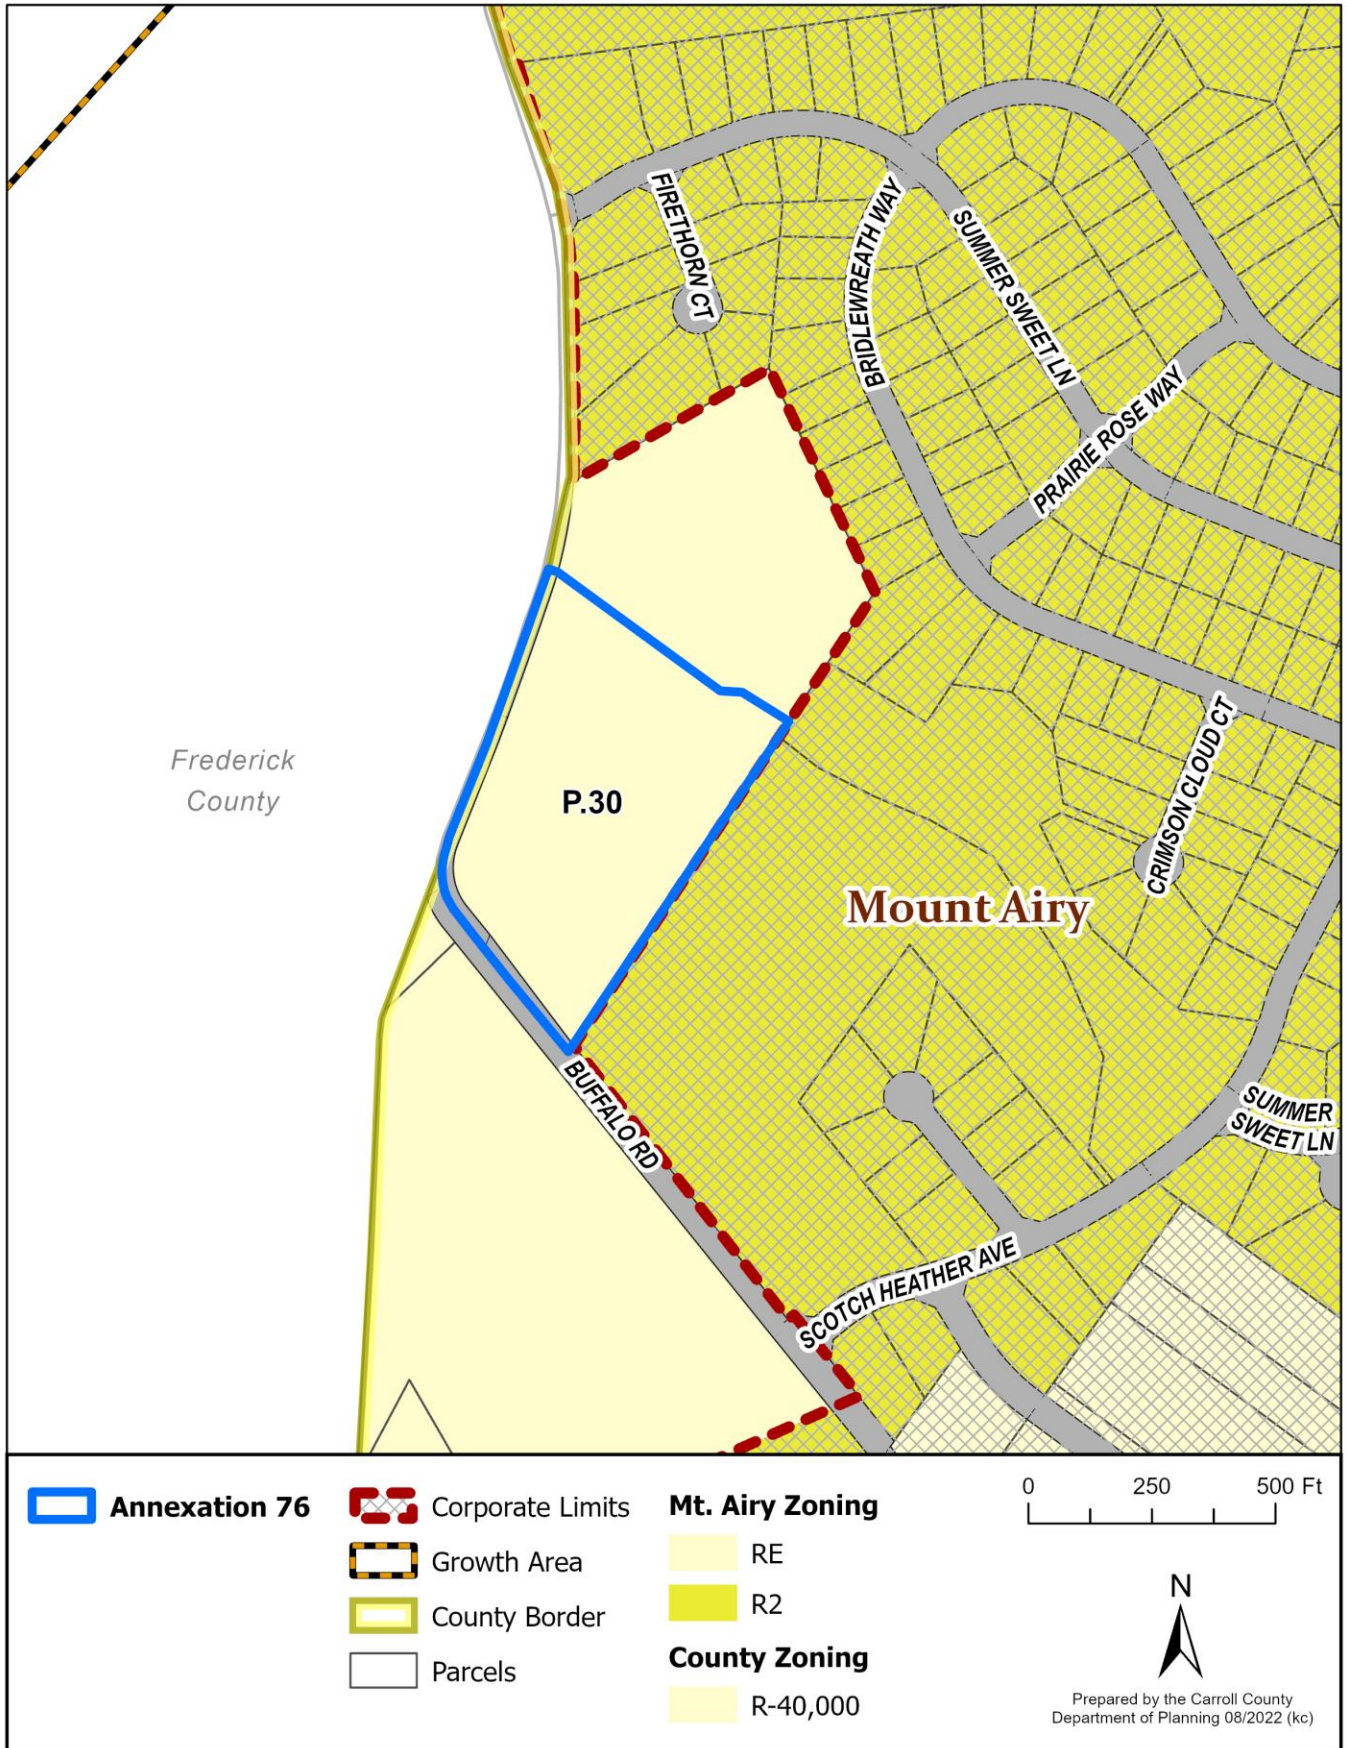 FIRETHORN CT
BRIDLEWREATH WAY
SUMMER SWEET LN
PRAIRIE ROSE WAY
CRIMSON CLOUD CT
Frederick
County
P.30
Mount Airy
BUFFALO RD
SUMMER
SWEET LN
SCOTCH HEATHER AVE
Annexation 76
Corporate Limits
Growth Area
County Border
Parcels
Mt. Airy Zoning
RE
R2
County Zoning
R-40,000
0 250 500 Ft
N
Prepared by the Carroll County
Department of Planning 08/2022 (kc)